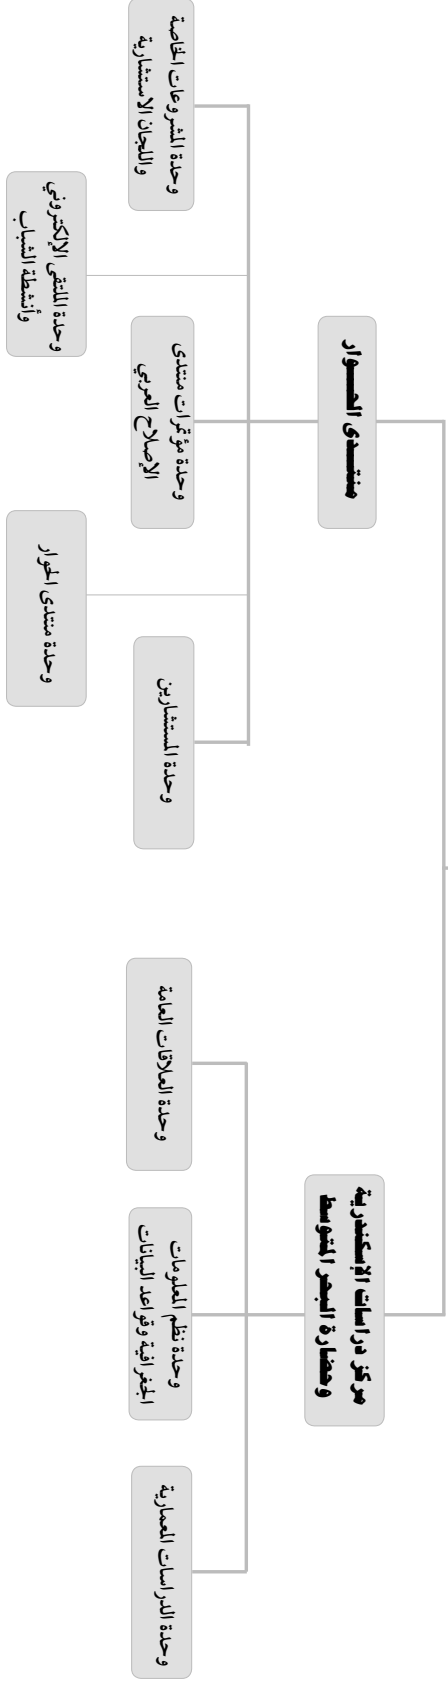 منتدى الحوار
مركز دراسات الإسكندرية
وحضارة البحر المتوسط
وحدة المشروعات الخاصة
واللجان الاستشارية
وحدة مؤتمرات منتدى
الإصلاح العربي
وحدة المستشارين
وحدة العلاقات العامة
وحدة نظم المعلومات
الجغرافية وقواعد البيانات
وحدة الدراسات المعمارية
وحدة الملتقى الإلكتروني
وأنشطة الشباب
وحدة منتدى الحوار